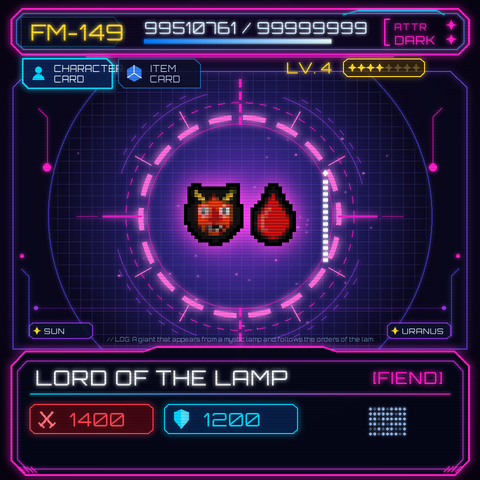 FM-149
99510761 / 99999999
ATTR
DARK
CHARACTER
CARD
ITEM
CARD
LV. 4
SUN
URANUS
// LOG: A giant that appears from a mystic lamp and follows the orders of the lam
LORD OF THE LAMP
[FIEND]
1400
1200